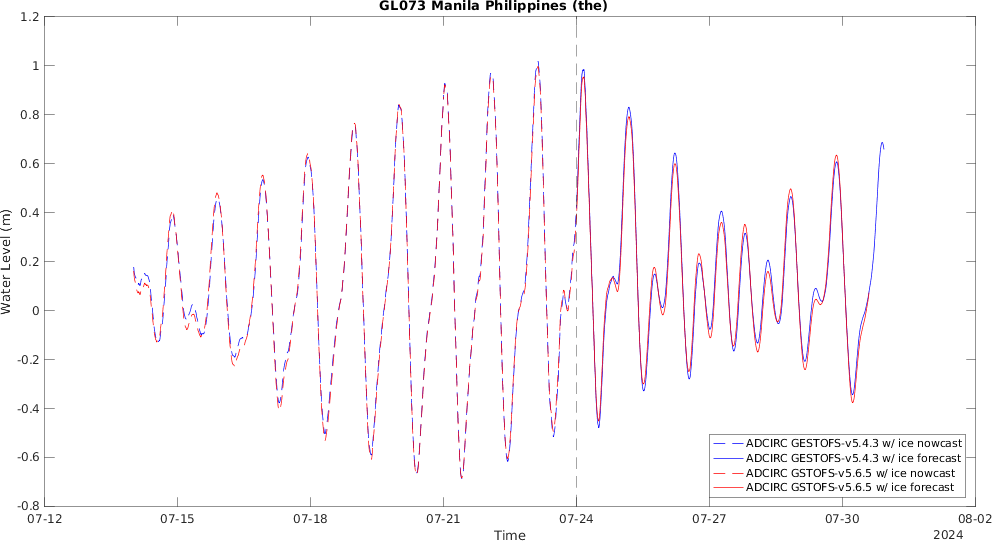 GL073 Manila Philippines (the)
1.2
1
0.8
0.6
0.4
0.2
0
-0.2
-0.4
-0.6
-0.8
Water Level (m)
07-12
07-15
07-18
07-21
07-24
07-27
07-30
08-02
Time
2024
ADCIRC GESTOFS-v5.4.3 w/ ice nowcast
ADCIRC GESTOFS-v5.4.3 w/ ice forecast
ADCIRC GSTOFS-v5.6.5 w/ ice nowcast
ADCIRC GSTOFS-v5.6.5 w/ ice forecast